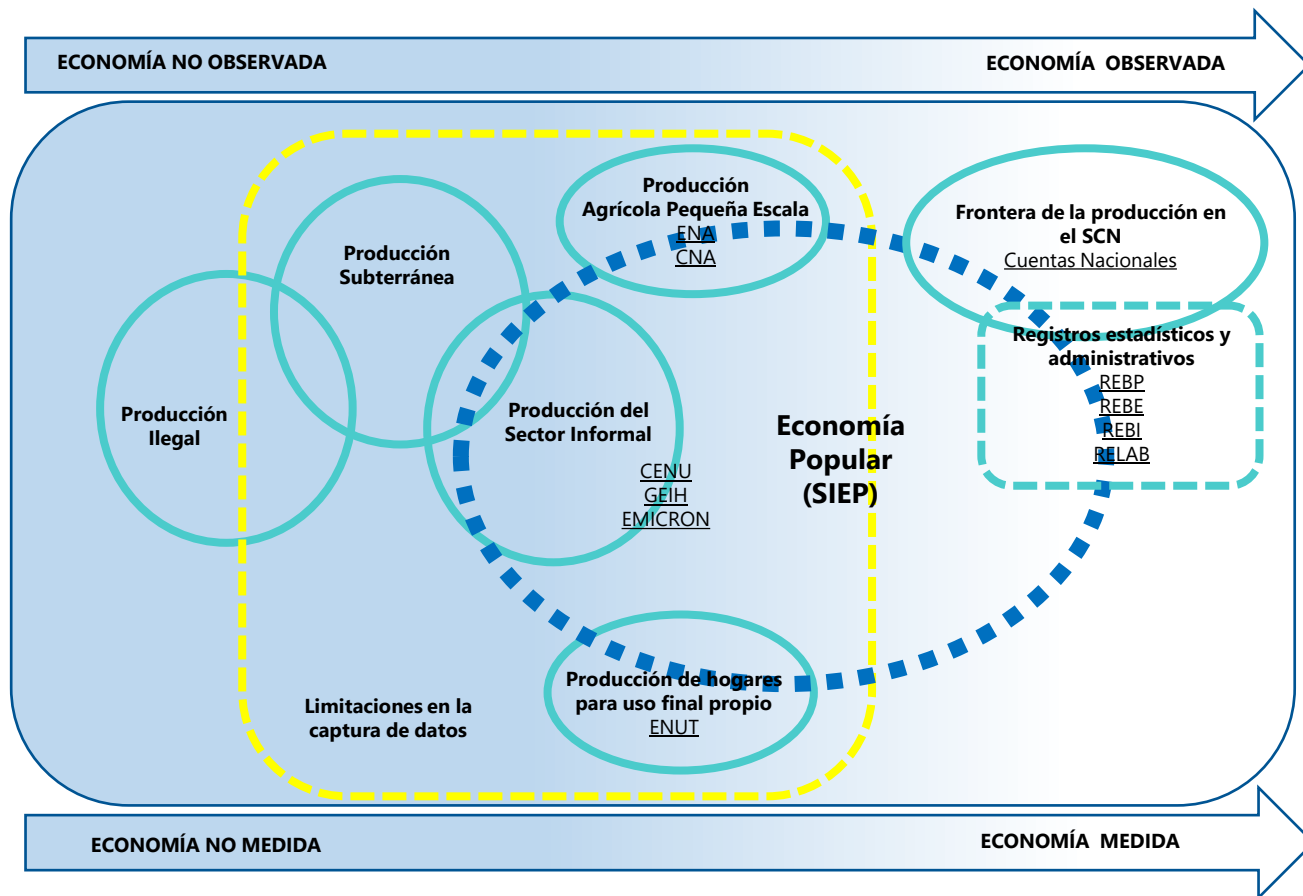 ECONOMÍA NO OBSERVADA
ECONOMÍA OBSERVADA
Producción
Agrícola Pequeña Escala
ENA
CNA
Frontera de la producción en
el SCN
Cuentas Nacionales
Producción
Subterránea
Registros estadísticos y
administrativos
REBP
REBE
REBI
RELAB
Producción
Ilegal
Producción del
Sector Informal
CENU
GEIH
EMICRON
Economía
Popular
(SIEP)
Producción de hogares
para uso final propio
ENUT
Limitaciones en la
captura de datos
ECONOMÍA NO MEDIDA
ECONOMÍA MEDIDA